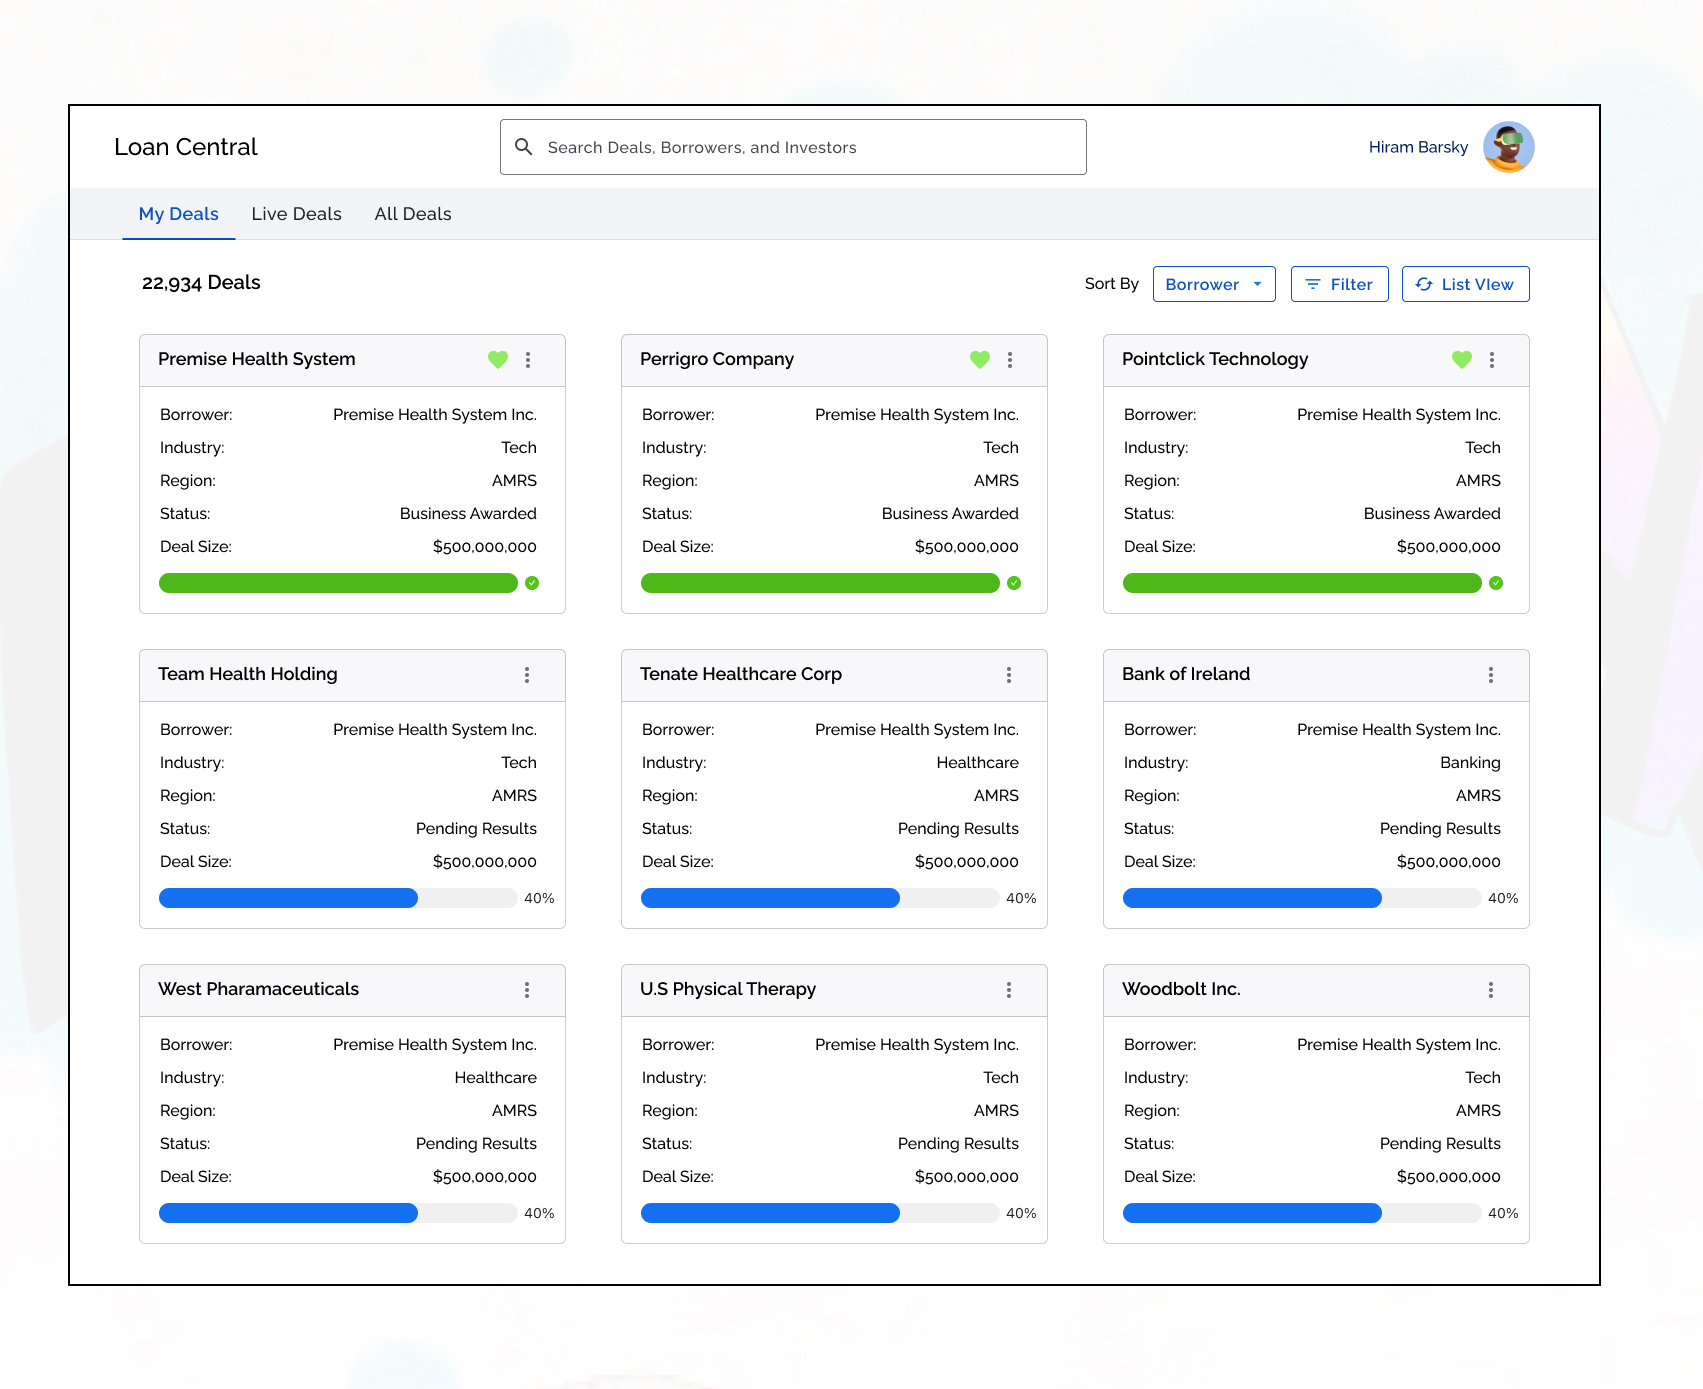 Loan Central
Search Deals, Borrowers, and Investors
Hiram Barsky
My Deals Live Deals All Deals
22,934 Deals
Sort By Borrower Filter List VIew
Premise Health System
Borrower: Premise Health System Inc.
Industry: Tech
Region: AMRS
Status: Business Awarded
Deal Size: $500,000,000
Perrigro Company
Borrower: Premise Health System Inc.
Industry: Tech
Region: AMRS
Status: Business Awarded
Deal Size: $500,000,000
Pointclick Technology
Borrower: Premise Health System Inc.
Industry: Tech
Region: AMRS
Status: Business Awarded
Deal Size: $500,000,000
Team Health Holding
Borrower: Premise Health System Inc.
Industry: Tech
Region: AMRS
Status: Pending Results
Deal Size: $500,000,000
40%
Tenate Healthcare Corp
Borrower: Premise Health System Inc.
Industry: Healthcare
Region: AMRS
Status: Pending Results
Deal Size: $500,000,000
40%
Bank of Ireland
Borrower: Premise Health System Inc.
Industry: Banking
Region: AMRS
Status: Pending Results
Deal Size: $500,000,000
40%
West Pharamaceuticals
Borrower: Premise Health System Inc.
Industry: Healthcare
Region: AMRS
Status: Pending Results
Deal Size: $500,000,000
40%
U.S Physical Therapy
Borrower: Premise Health System Inc.
Industry: Tech
Region: AMRS
Status: Pending Results
Deal Size: $500,000,000
40%
Woodbolt Inc.
Borrower: Premise Health System Inc.
Industry: Tech
Region: AMRS
Status: Pending Results
Deal Size: $500,000,000
40%